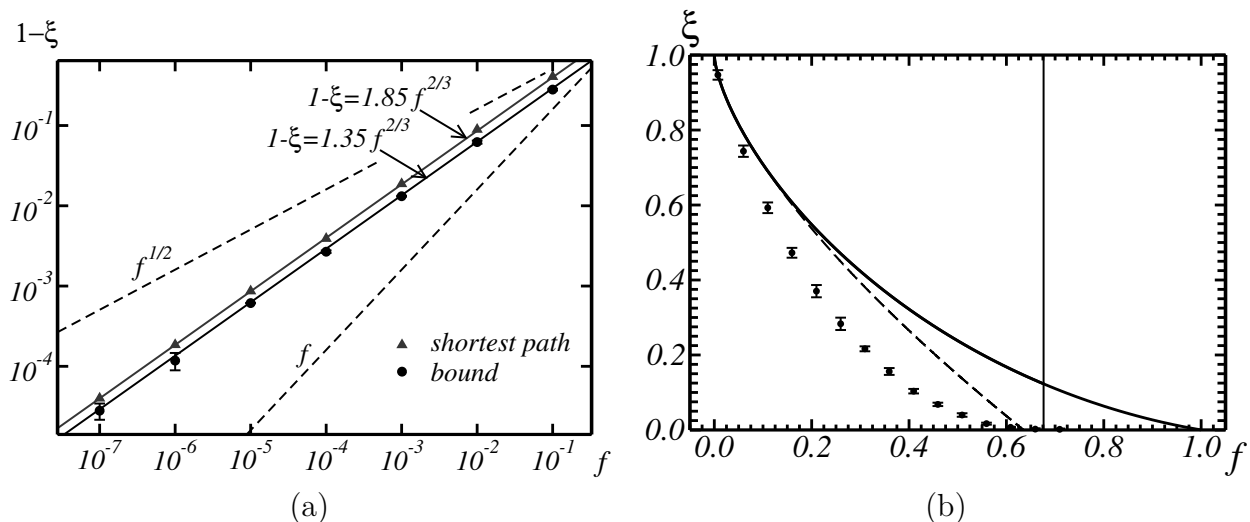 1−ξ
10^{-1}
10^{-2}
10^{-3}
10^{-4}
1-ξ=1.85 f^{2/3}
1-ξ=1.35 f^{2/3}
f^{1/2}
f
shortest path
bound
10^{-7} 10^{-6} 10^{-5} 10^{-4} 10^{-3} 10^{-2} 10^{-1} f
(a)
ξ
1.0
0.8
0.6
0.4
0.2
0.0
0.0 0.2 0.4 0.6 0.8 1.0 f
(b)